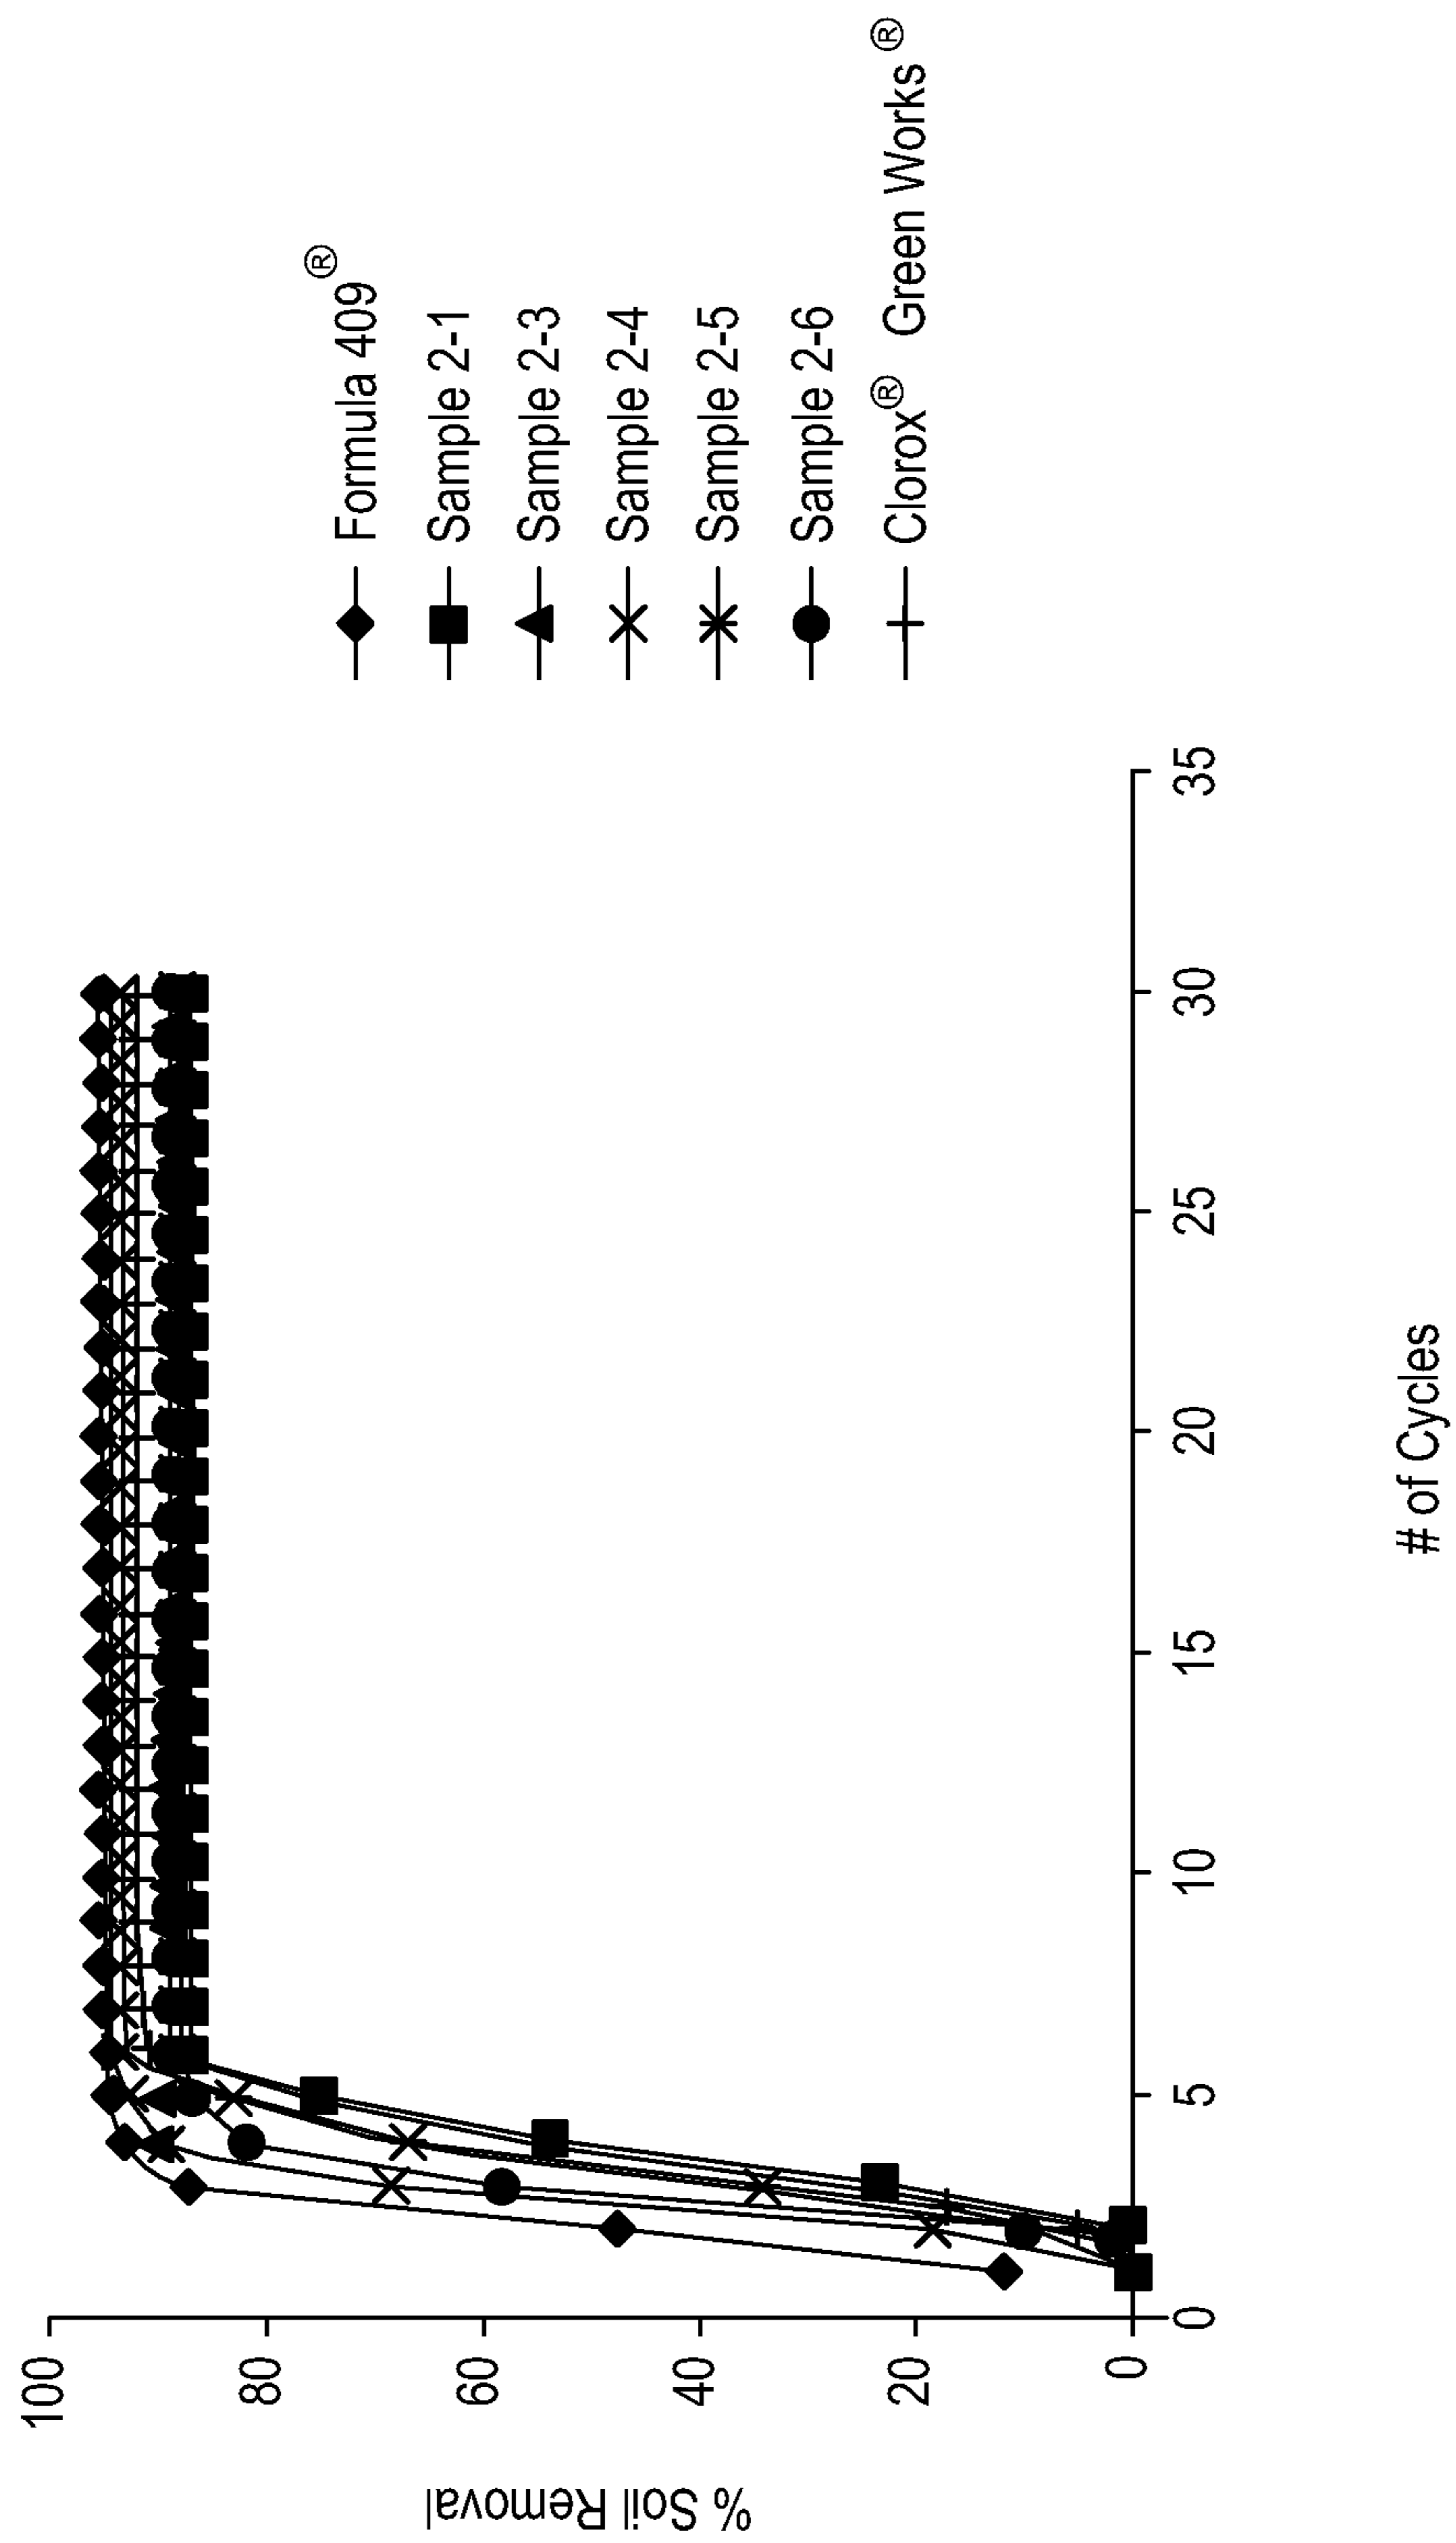 % Soil Removal
100
80
60
40
20
0
0
5
10
15
20
25
30
35
# of Cycles
Formula 409®
Sample 2-1
Sample 2-3
Sample 2-4
Sample 2-5
Sample 2-6
Clorox® Green Works®